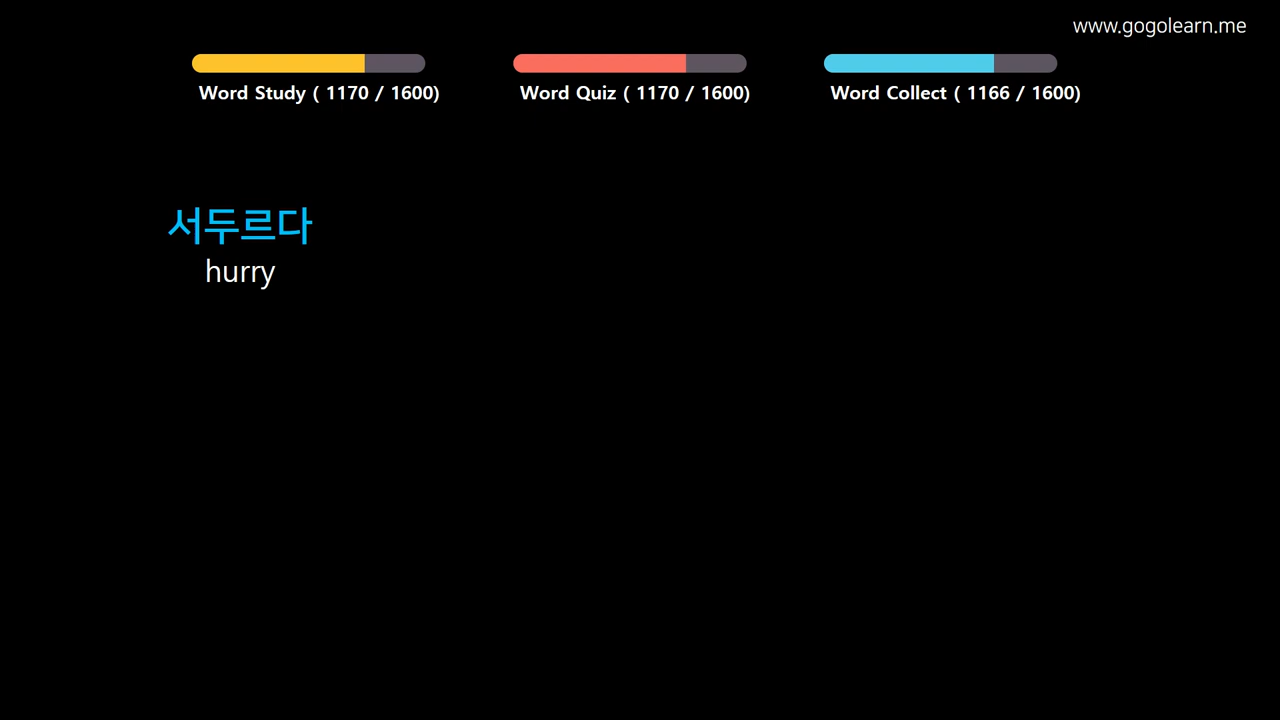 www.gogolearn.me
Word Study ( 1170 / 1600)
Word Quiz ( 1170 / 1600)
Word Collect ( 1166 / 1600)
서두르다
hurry